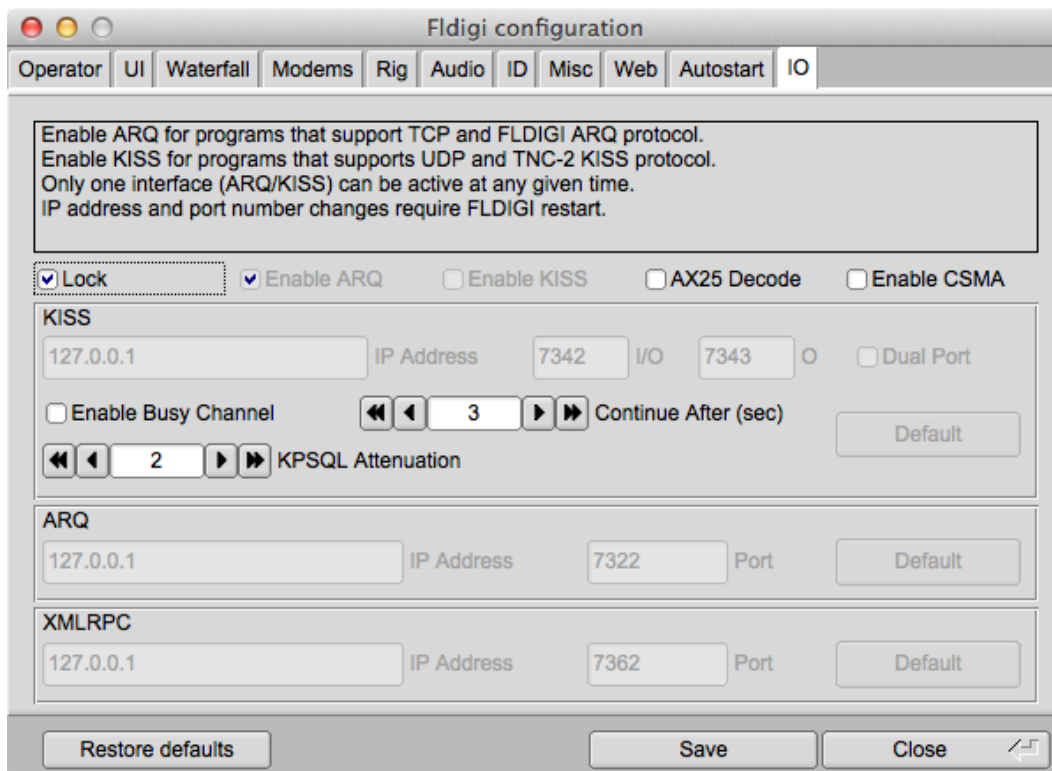 Fldigi configuration
Operator UI Waterfall Modems Rig Audio ID Misc Web Autostart IO
Enable ARQ for programs that support TCP and FLDIGI ARQ protocol.
Enable KISS for programs that supports UDP and TNC-2 KISS protocol.
Only one interface (ARQ/KISS) can be active at any given time.
IP address and port number changes require FLDIGI restart.
Lock Enable ARQ Enable KISS AX25 Decode Enable CSMA
KISS
127.0.0.1 IP Address 7342 I/O 7343 O Dual Port
Enable Busy Channel 3 Continue After (sec)
Default
2 KPSQL Attenuation
ARQ
127.0.0.1 IP Address 7322 Port Default
XMLRPC
127.0.0.1 IP Address 7362 Port Default
Restore defaults Save Close